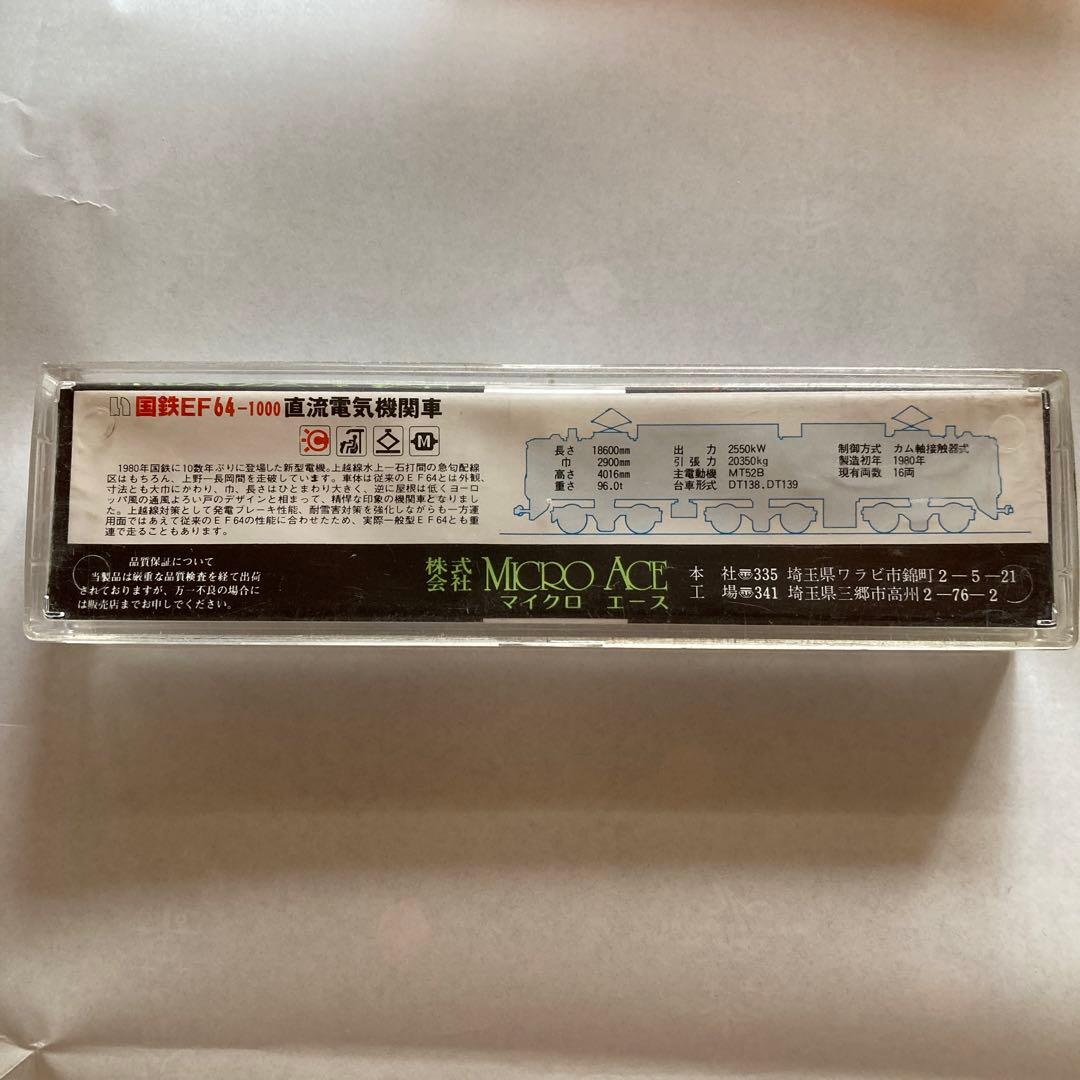 国鉄EF64-1000直流電気機関車
C
M
1980年国鉄に10数年ぶりに登場した新型電機。上越線水上―石打間の急勾配線
区はもちろん、上野―長岡間を走破しています。車体は従来のEF64とは外観、
寸法とも大巾にかわり、巾、長さはひとまわり大きく、逆に屋根は低くヨーロ
ッパ風の通風よろい戸のデザインと相まって、精悍な印象の機関車となりまし
た。上越線対策として発電ブレーキ性能、耐雪害対策を強化しながらも一方運
用面ではあえて従来のEF64の性能に合わせたため、実際一般型EF64とも重
連で走ることもあります。
長さ 18600mm 出力 2550kW 制御方式 カム軸接触器式
巾 2900mm 引張力 20350kg 製造初年 1980年
高さ 4016mm 主電動機 MT52B 現有両数 16両
重さ 96.0t 台車形式 DT138.DT139
品質保証について
当製品は厳重な品質検査を経て出荷
されておりますが、万一不良の場合に
は販売店までお申しでください。
株式会社 MICRO ACE
マイクロ エース
本社〠335 埼玉県ワラビ市錦町2―5―21
工場〠341 埼玉県三郷市高州2―76―2